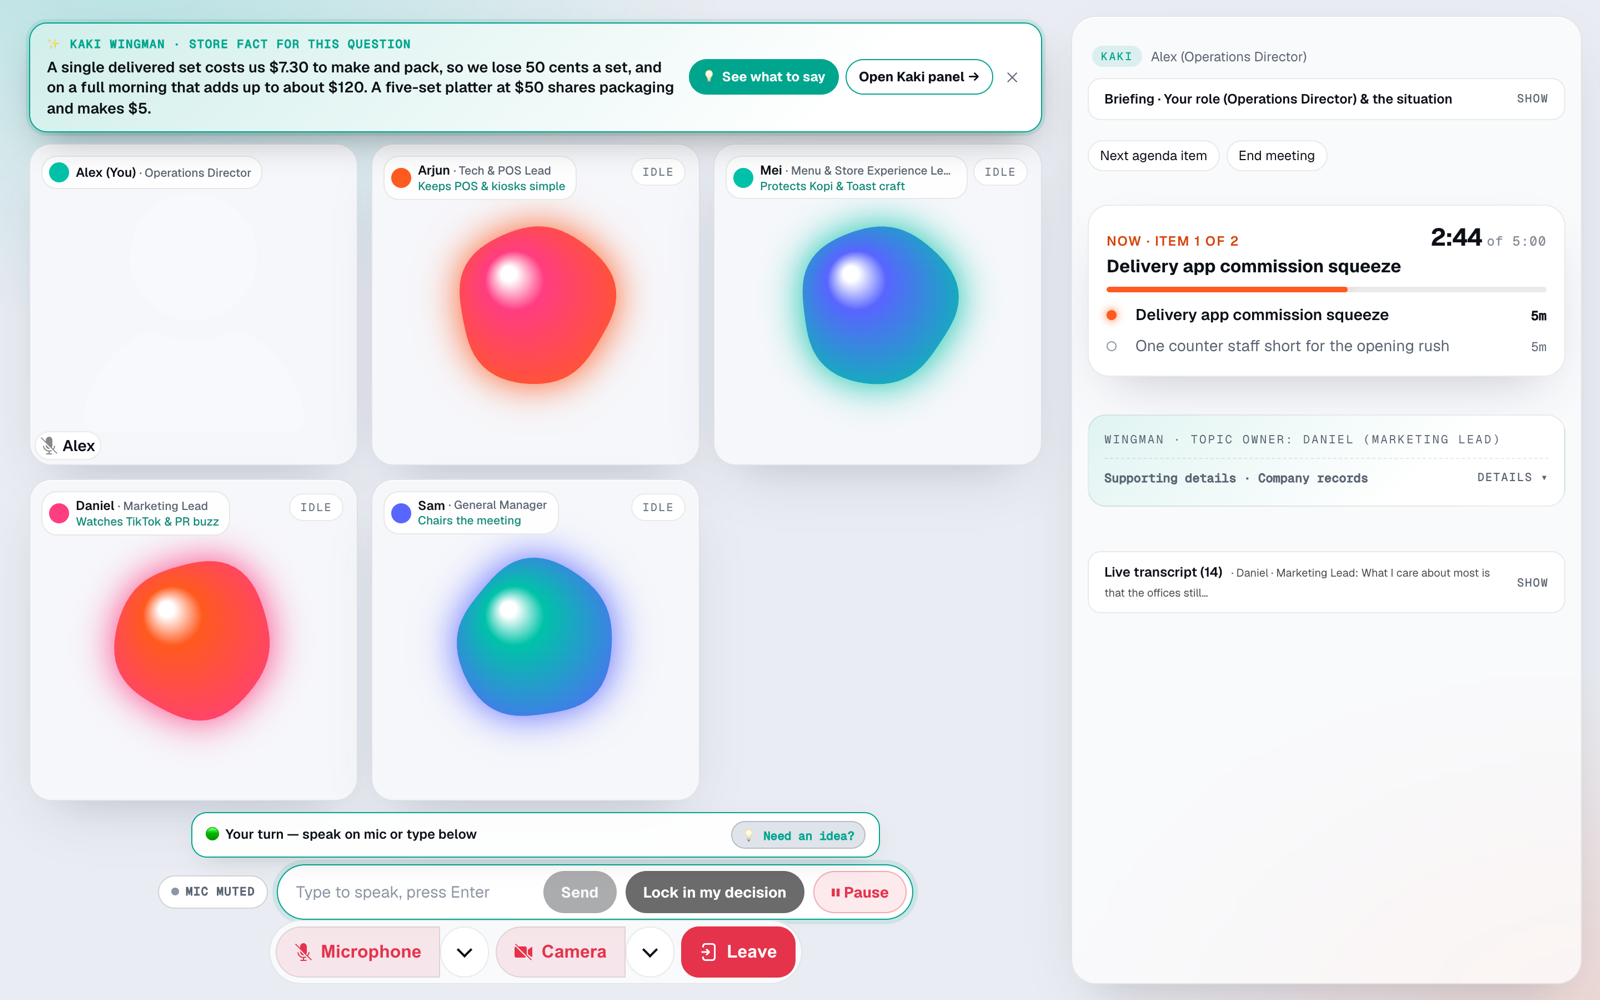 ✨ KAKI WINGMAN · STORE FACT FOR THIS QUESTION
A single delivered set costs us $7.30 to make and pack, so we lose 50 cents a set, and
on a full morning that adds up to about $120. A five-set platter at $50 shares packaging
and makes $5.
💡 See what to say
Open Kaki panel →
Alex (You) · Operations Director
Alex
Arjun · Tech & POS Lead
Keeps POS & kiosks simple
IDLE
Mei · Menu & Store Experience Le...
Protects Kopi & Toast craft
IDLE
Daniel · Marketing Lead
Watches TikTok & PR buzz
IDLE
Sam · General Manager
Chairs the meeting
IDLE
Your turn — speak on mic or type below
💡 Need an idea?
MIC MUTED
Type to speak, press Enter
Send
Lock in my decision
Pause
Microphone
Camera
Leave
KAKI Alex (Operations Director)
Briefing · Your role (Operations Director) & the situation SHOW
Next agenda item
End meeting
NOW · ITEM 1 OF 2
2:44 of 5:00
Delivery app commission squeeze
Delivery app commission squeeze 5m
One counter staff short for the opening rush 5m
WINGMAN · TOPIC OWNER: DANIEL (MARKETING LEAD)
Supporting details · Company records DETAILS ▾
Live transcript (14) · Daniel · Marketing Lead: What I care about most is
that the offices still...
SHOW